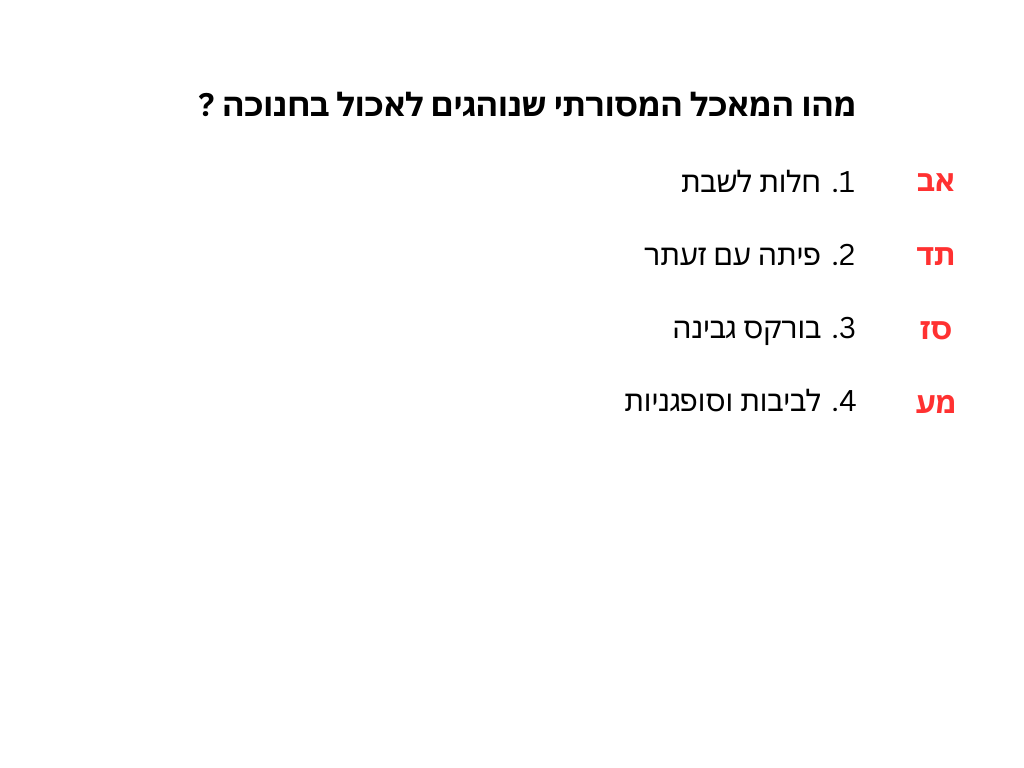 מהו המאכל המסורתי שנוהגים לאכול בחנוכה ?
אב 1. חלות לשבת
תד 2. פיתה עם זעתר
סז 3. בורקס גבינה
מע 4. לביבות וסופגניות